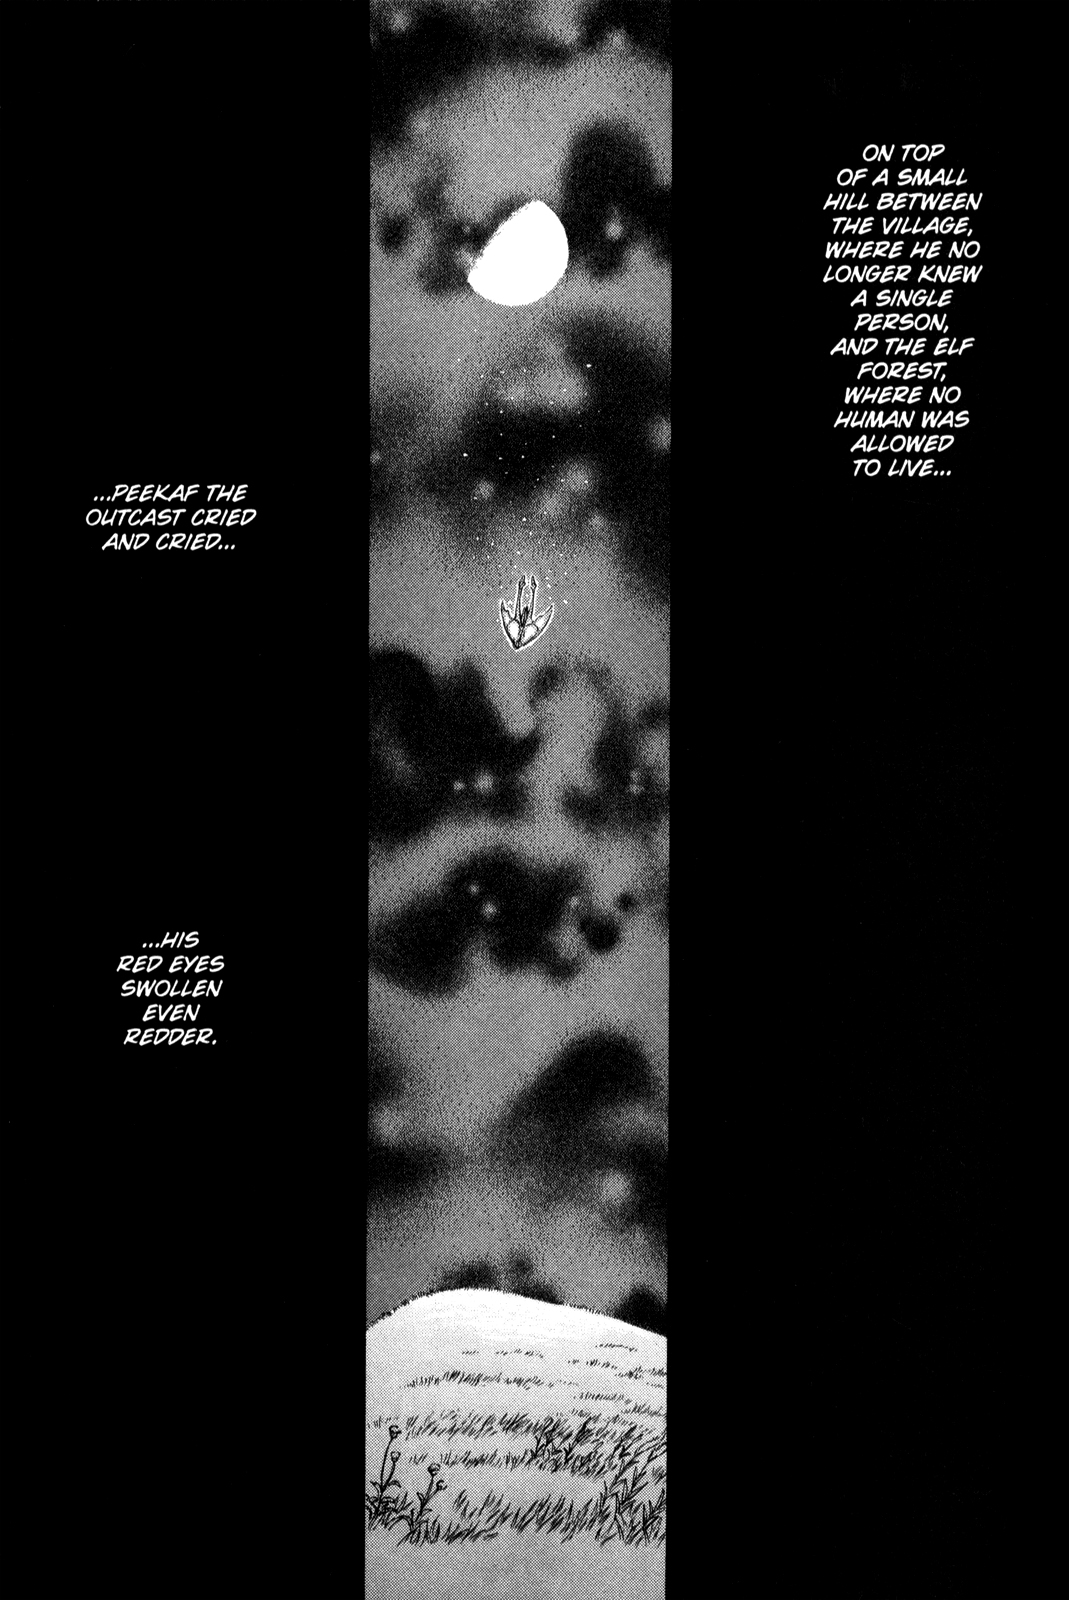 ON TOP
OF A SMALL
HILL BETWEEN
THE VILLAGE,
WHERE HE NO
LONGER KNEW
A SINGLE
PERSON,
AND THE ELF
FOREST,
WHERE NO
HUMAN WAS
ALLOWED
TO LIVE...
...PEEKAF THE
OUTCAST CRIED
AND CRIED...
...HIS
RED EYES
SWOLLEN
EVEN
REDDER.